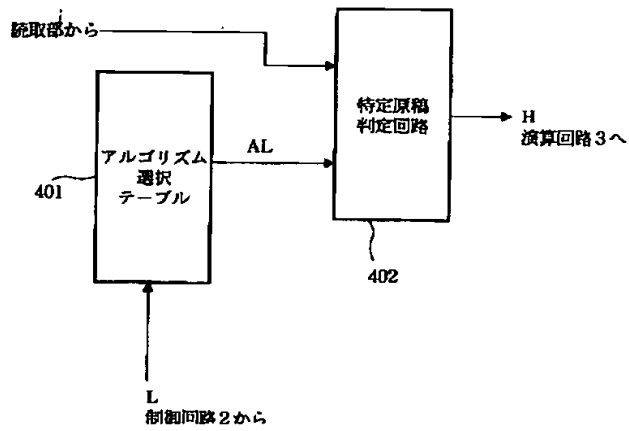 読取部から
特定原稿
判定回路
H
演算回路3へ
アルゴリズム
選択
テーブル
AL
401
402
L
制御回路2から